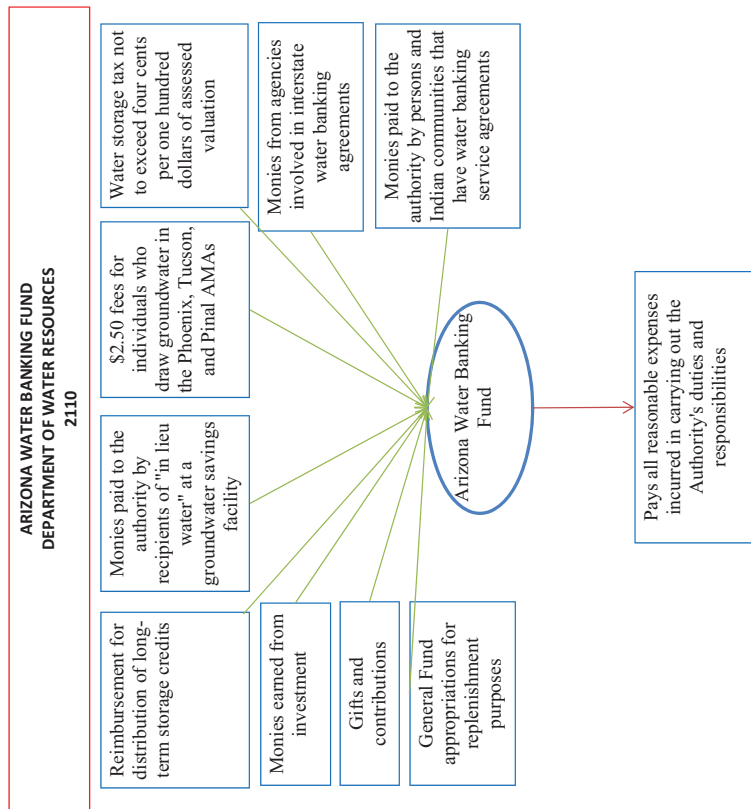 ARIZONA WATER BANKING FUND
DEPARTMENT OF WATER RESOURCES
2110
Reimbursement for
distribution of long-
term storage credits
Monies paid to the
authority by
recipients of "in lieu
water" at a
groundwater savings
facility
$2.50 fees for
individuals who
draw groundwater in
the Phoenix, Tucson,
and Pinal AMAs
Water storage tax not
to exceed four cents
per one hundred
dollars of assessed
valuation
Monies earned from
investment
Monies from agencies
involved in interstate
water banking
agreements
Gifts and
contributions
General Fund
appropriations for
replenishment
purposes
Monies paid to the
authority by persons and
Indian communities that
have water banking
service agreements
Arizona Water Banking
Fund
Pays all reasonable expenses
incurred in carrying out the
Authority's duties and
responsibilities